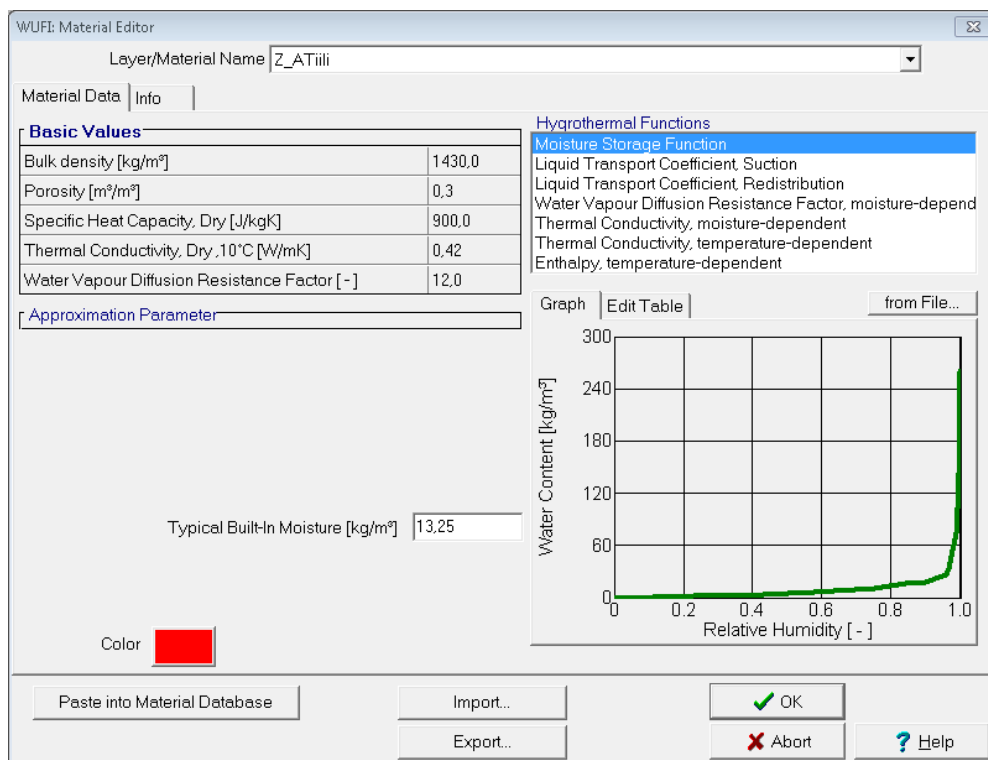 WUFI: Material Editor
Layer/Material Name Z_ATiili
Material Data Info
Basic Values
Bulk density [kg/m³] 1430,0
Porosity [m³/m³] 0,3
Specific Heat Capacity, Dry [J/kgK] 900,0
Thermal Conductivity, Dry ,10°C [W/mK] 0,42
Water Vapour Diffusion Resistance Factor [ - ] 12,0
Approximation Parameter
Typical Built-In Moisture [kg/m³] 13,25
Color
Hygrothermal Functions
Moisture Storage Function
Liquid Transport Coefficient, Suction
Liquid Transport Coefficient, Redistribution
Water Vapour Diffusion Resistance Factor, moisture-depend
Thermal Conductivity, moisture-dependent
Thermal Conductivity, temperature-dependent
Enthalpy, temperature-dependent
Graph Edit Table from File...
Water Content [kg/m³]
300
240
180
120
60
0
0 0.2 0.4 0.6 0.8 1.0
Relative Humidity [ - ]
Paste into Material Database Import... OK
Export... Abort Help